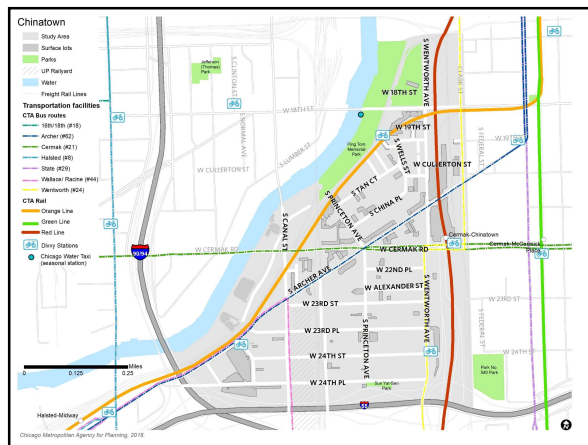 Chinatown
Study Area
Surface lots
Parks
UP Railyard
Water
Freight Rail Lines
Transportation facilities
CTA Bus routes
16th/18th (#18)
Archer (#62)
Cermak (#21)
Halsted (#8)
State (#29)
Wallace/ Racine (#44)
Wentworth (#24)
CTA Rail
Orange Line
Green Line
Red Line
Divvy Stations
Chicago Water Taxi
(seasonal station)
Miles
0
0.125
0.25
Halsted-Midway
Chicago Metropolitan Agency for Planning, 2018
Jefferson
(Thomas)
Park
S CLINTON ST
S NORMAL AVE
W 18TH ST
W CULLERTON ST
S LUMBER ST
W CERMAK RD
90/94
S CANAL ST
S ARCHER AVE
Ping Tom
Memorial
Park
W 18TH ST
W 19TH ST
S WELLS ST
W CULLERTON ST
S TAN CT
S CHINA PL
S PRINCETON AVE
S WENTWORTH AVE
CLARK ST
S FEDERAL ST
W 19TH
Cermak-Chinatown
Cermak-McCormick
Place
W CERMAK RD
W 22ND PL
W ALEXANDER ST
W 23RD ST
W 23RD PL
W 24TH ST
W 24TH PL
S PRINCETON AVE
S WENTWORTH AVE
W 23RD ST
S FEDERAL ST
W 24TH ST
Park No.
540 Park
Sun Yat-Sen
Park
55